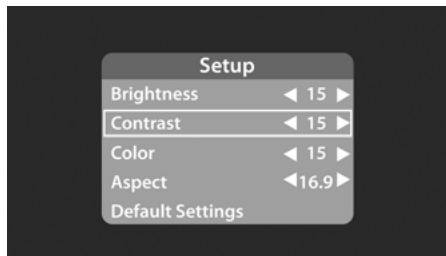 Setup
Brightness ◀ 15 ▶
Contrast ◀ 15 ▶
Color ◀ 15 ▶
Aspect ◀16.9▶
Default Settings